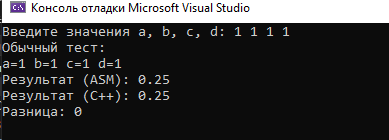 Консоль отладки Microsoft Visual Studio
Введите значения a, b, c, d: 1 1 1 1
Обычный тест:
a=1 b=1 c=1 d=1
Результат (ASM): 0.25
Результат (C++): 0.25
Разница: 0